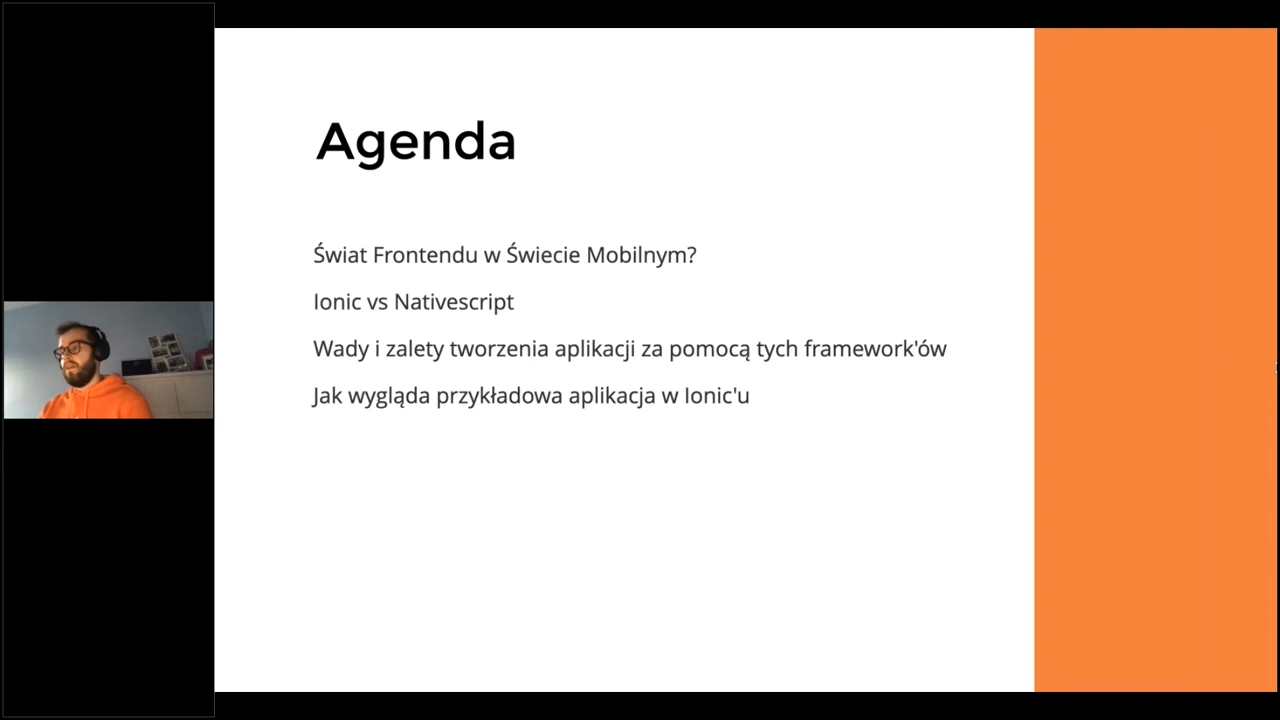 Agenda
Świat Frontendu w Świecie Mobilnym?
Ionic vs Nativescript
Wady i zalety tworzenia aplikacji za pomocą tych framework'ów
Jak wygląda przykładowa aplikacja w Ionic'u